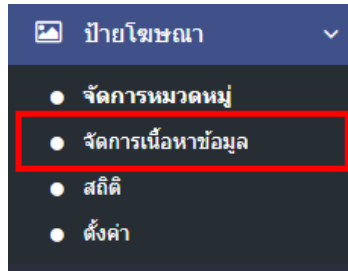 ป้ายโฆษณา
จัดการหมวดหมู่
จัดการเนื้อหาข้อมูล
สถิติ
ตั้งค่า